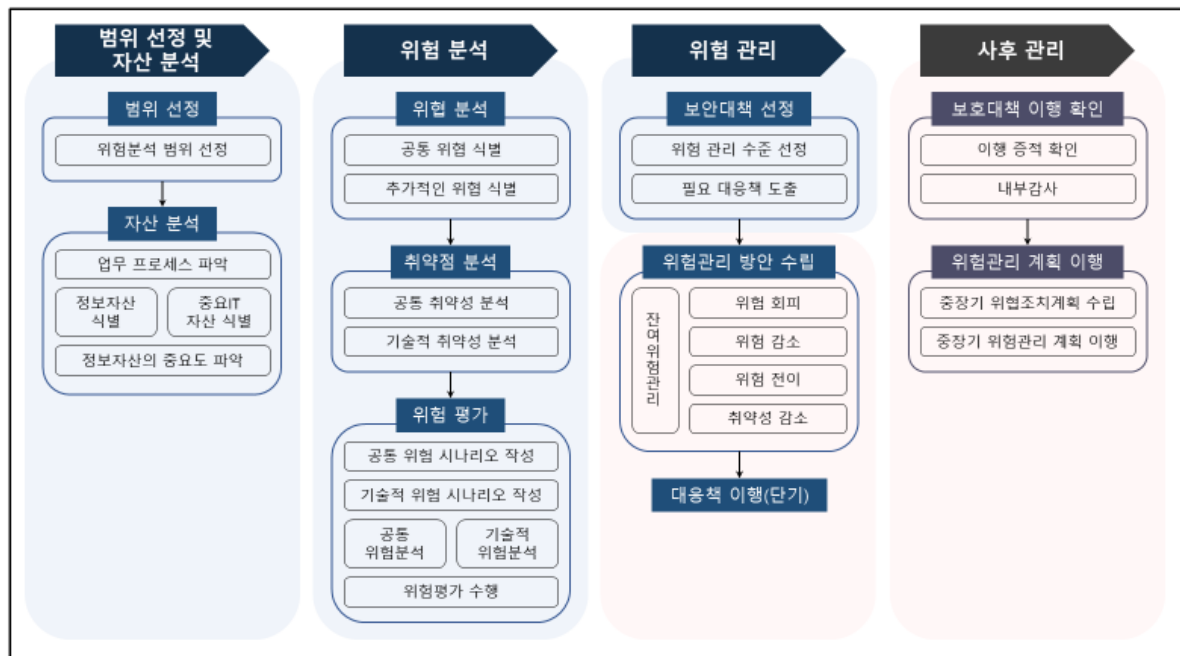 범위 선정 및
자산 분석
범위 선정
위험분석 범위 선정
자산 분석
업무 프로세스 파악
정보자산
식별
중요IT
자산 식별
정보자산의 중요도 파악
위험 분석
위협 분석
공통 위협 식별
추가적인 위협 식별
취약점 분석
공통 취약성 분석
기술적 취약성 분석
위험 평가
공통 위험 시나리오 작성
기술적 위험 시나리오 작성
공통
위험분석
기술적
위험분석
위험평가 수행
위험 관리
보안대책 선정
위험 관리 수준 선정
필요 대응책 도출
위험관리 방안 수립
잔여위험관리
위험 회피
위험 감소
위험 전이
취약성 감소
대응책 이행(단기)
사후 관리
보호대책 이행 확인
이행 증적 확인
내부감사
위험관리 계획 이행
중장기 위협조치계획 수립
중장기 위험관리 계획 이행